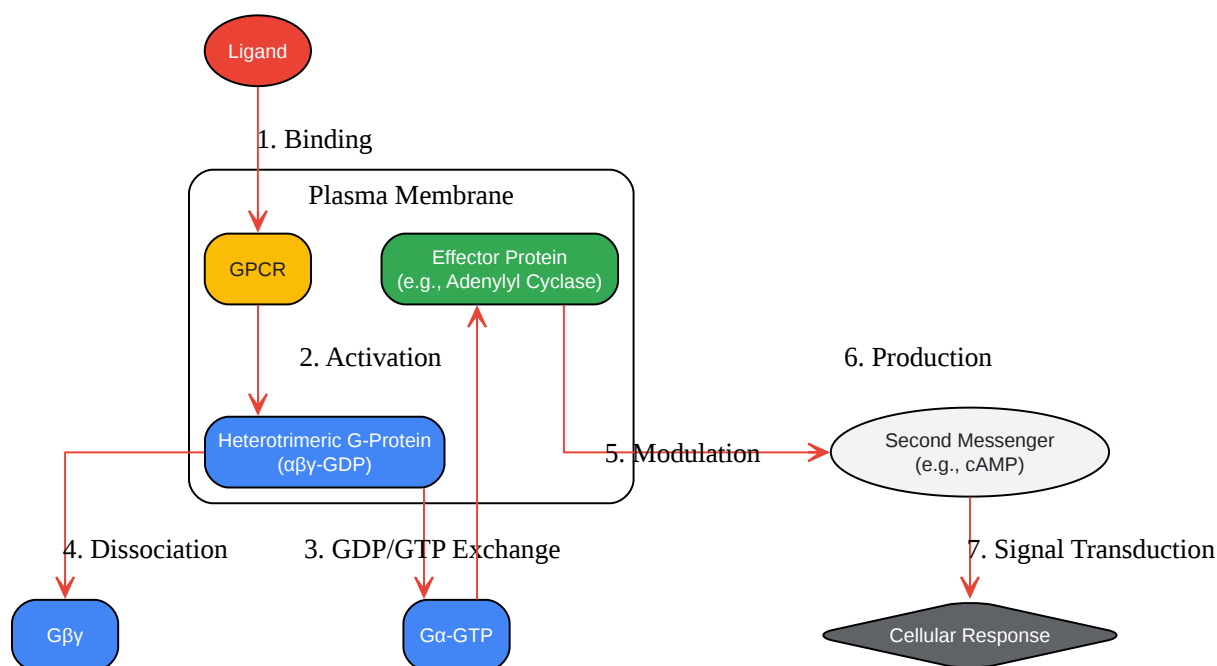 Ligand
1. Binding
Plasma Membrane
GPCR
Effector Protein
(e.g., Adenylyl Cyclase)
2. Activation
6. Production
Heterotrimeric G-Protein
(αβγ-GDP)
5. Modulation
Second Messenger
(e.g., cAMP)
4. Dissociation
3. GDP/GTP Exchange
7. Signal Transduction
Gβγ
Gα-GTP
Cellular Response